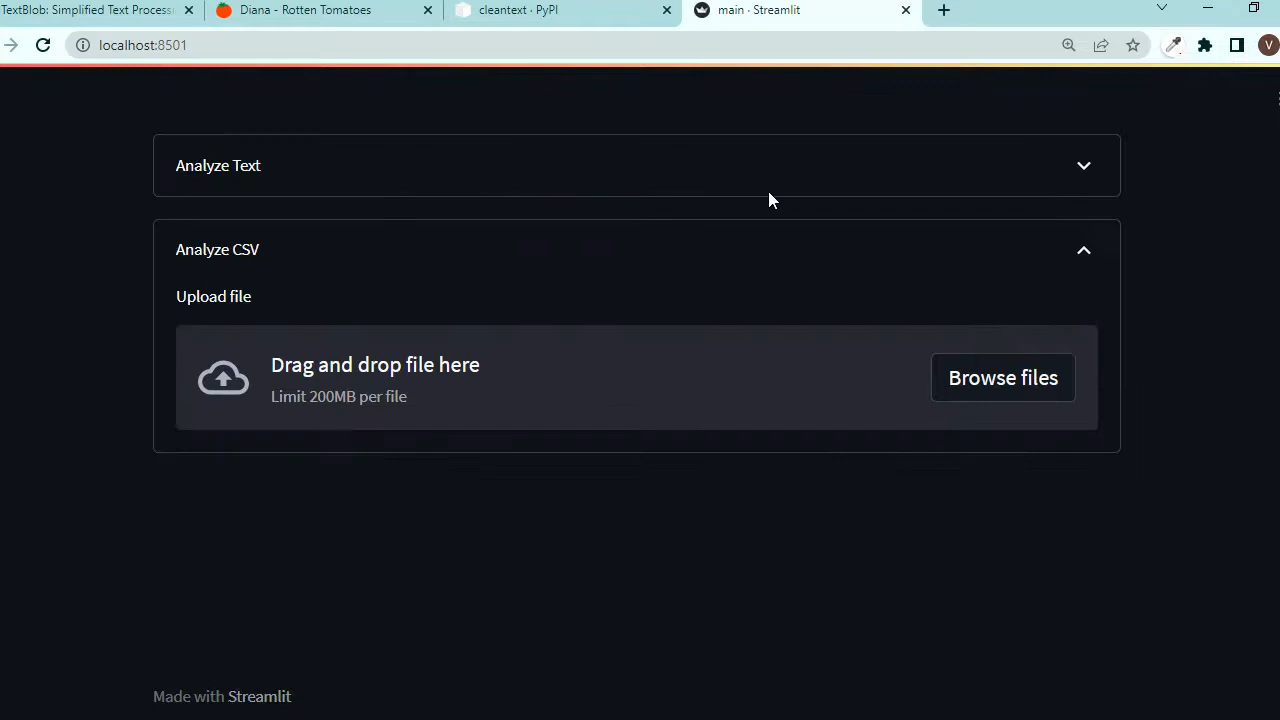 TextBlob: Simplified Text Process
Diana - Rotten Tomatoes
cleantext · PyPI
main · Streamlit
localhost:8501
V
Analyze Text
Analyze CSV
Upload file
Drag and drop file here
Limit 200MB per file
Browse files
Made with Streamlit